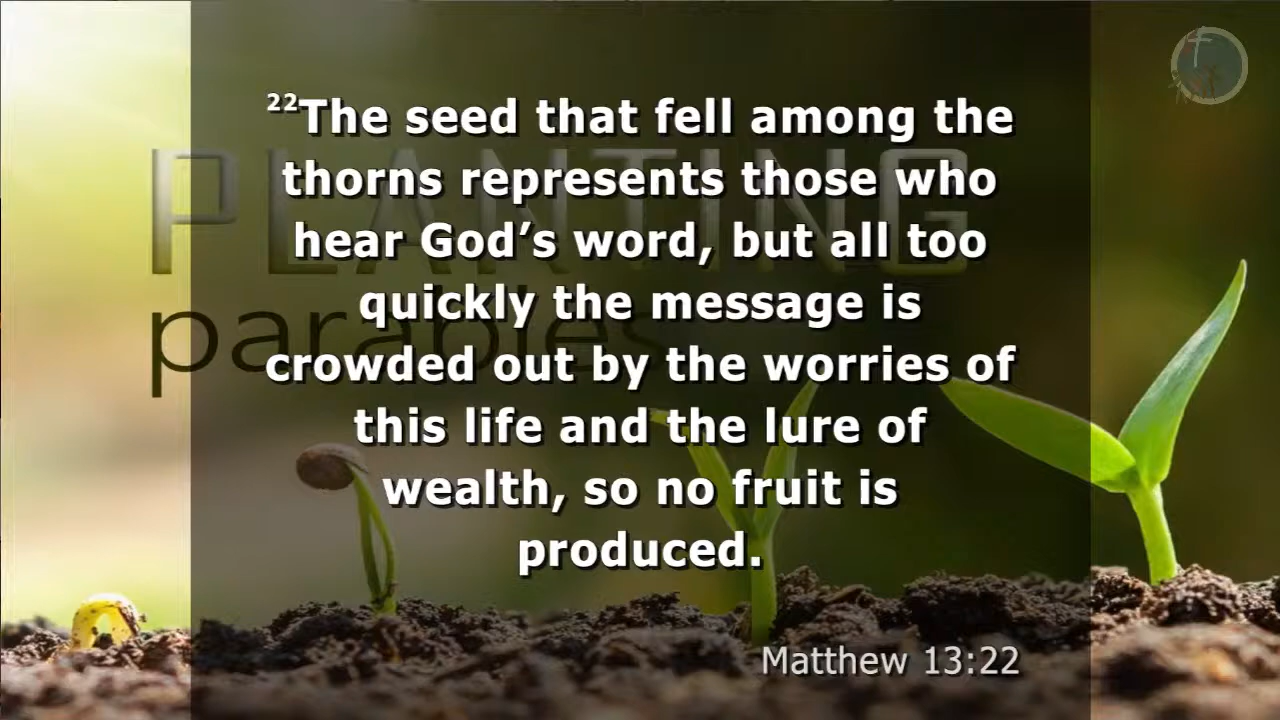 ²²The seed that fell among the
thorns represents those who
hear God’s word, but all too
quickly the message is
crowded out by the worries of
this life and the lure of
wealth, so no fruit is
produced.
Matthew 13:22
PLANTING
parables